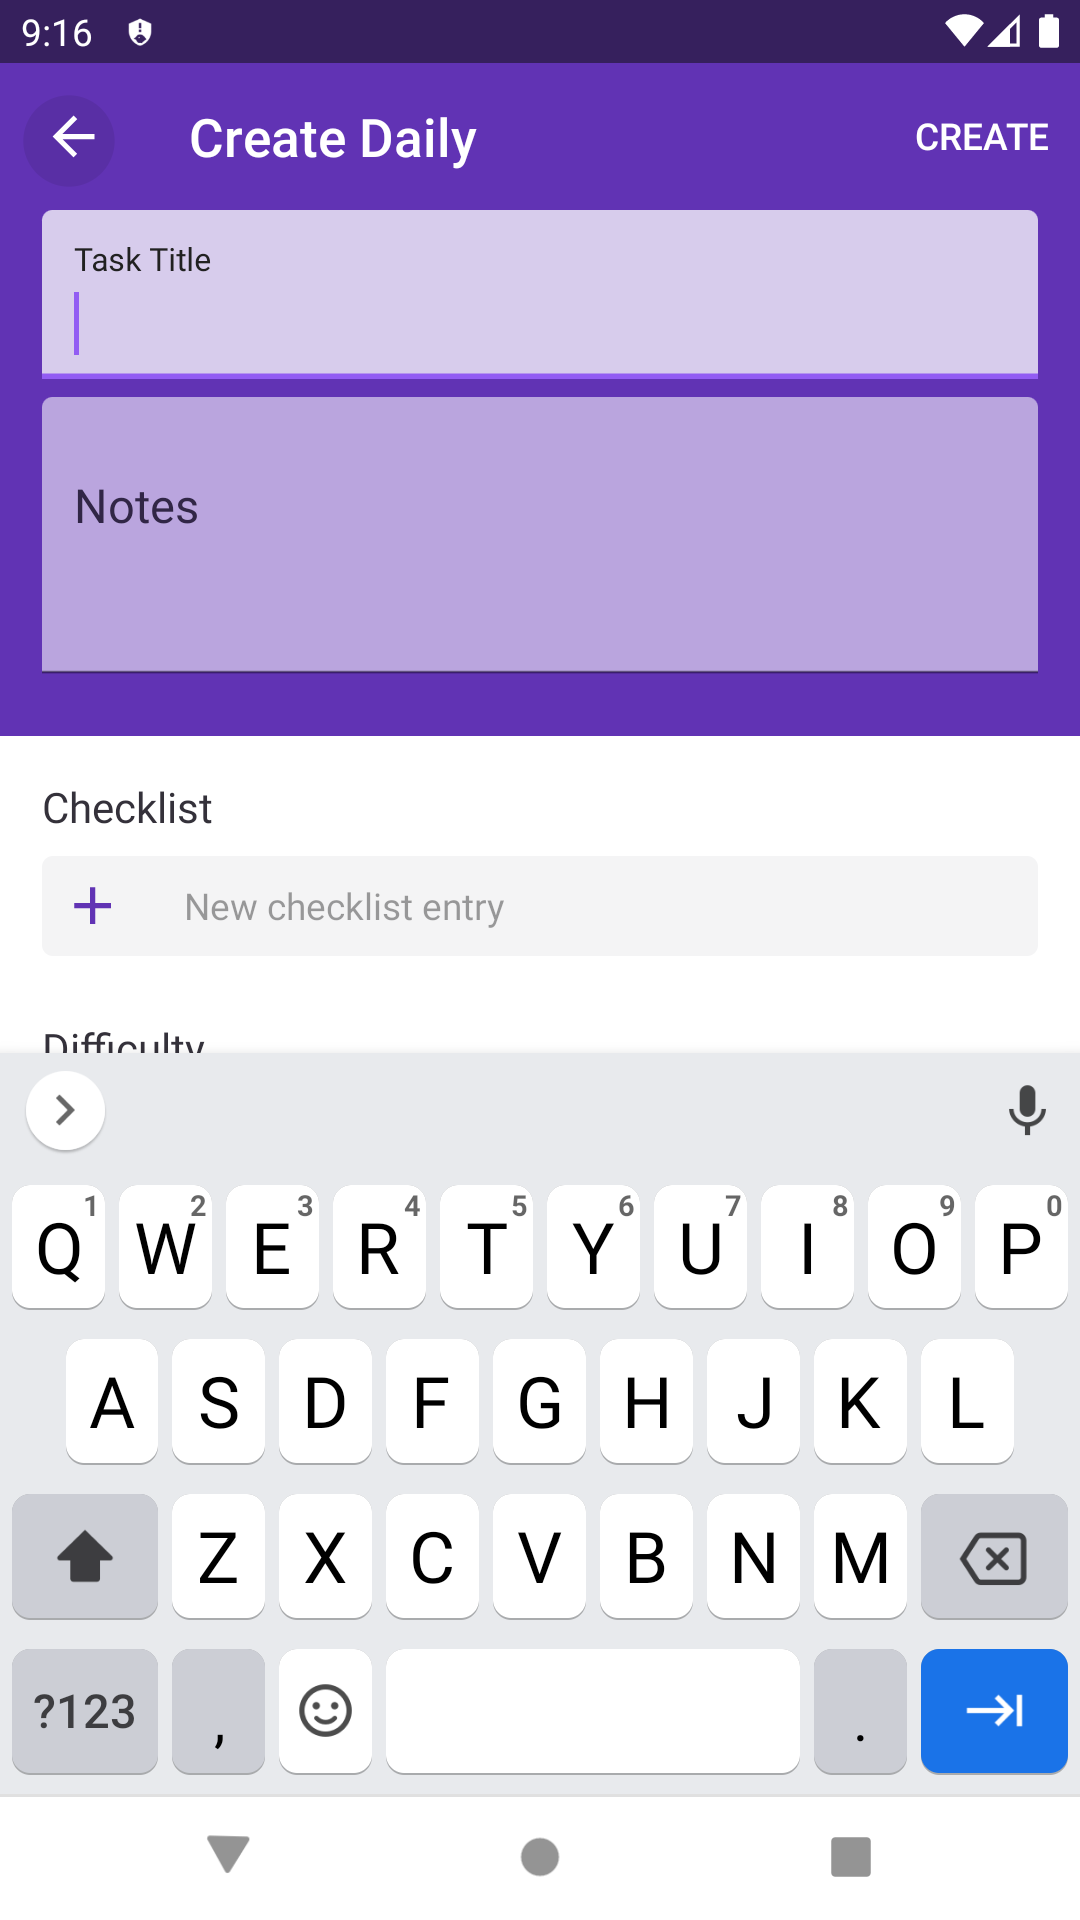 9:16
Create Daily
CREATE
Task Title
Notes
Checklist
New checklist entry
Difficulty
1 2 3 4 5 6 7 8 9 0
Q W E R T Y U I O P
A S D F G H J K L
Z X C V B N M
?123 , .